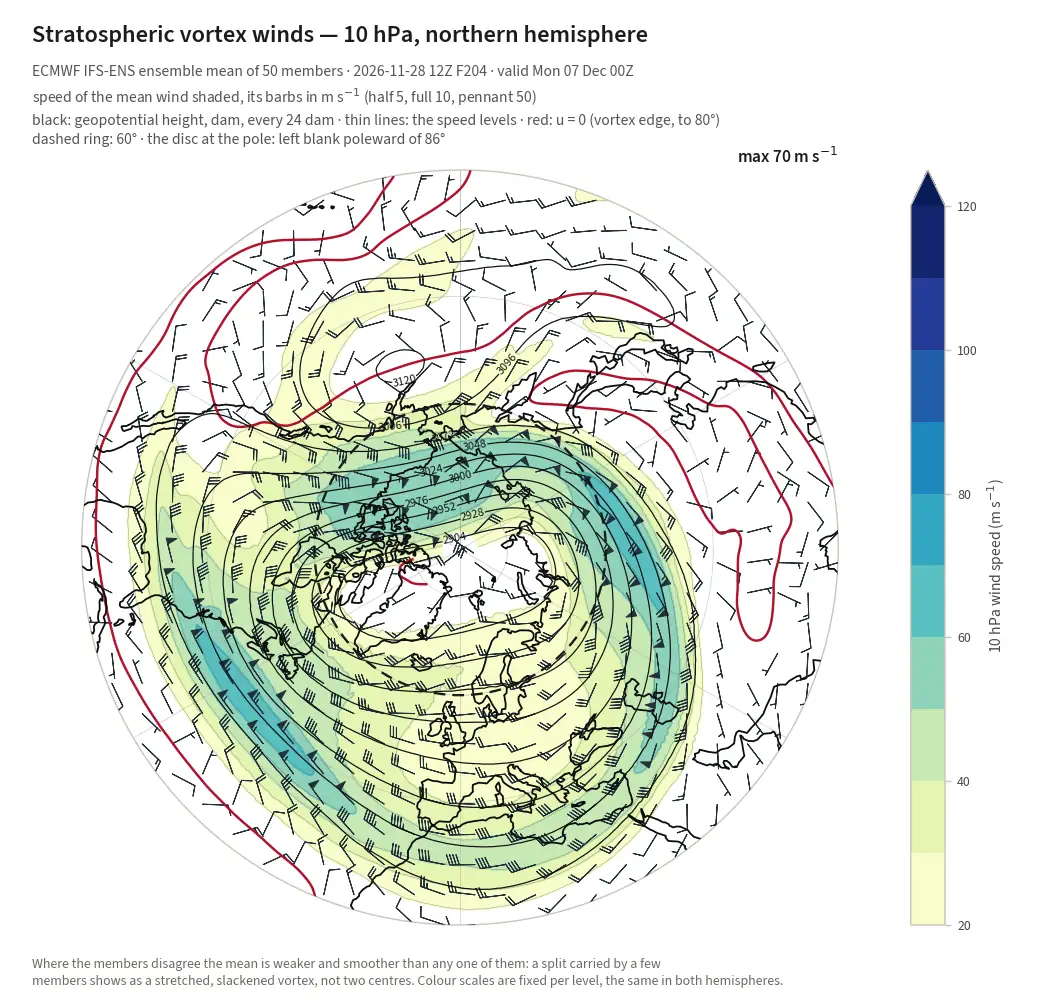 Stratospheric vortex winds — 10 hPa, northern hemisphere
ECMWF IFS-ENS ensemble mean of 50 members · 2026-11-28 12Z F204 · valid Mon 07 Dec 00Z
speed of the mean wind shaded, its barbs in m s⁻¹ (half 5, full 10, pennant 50)
black: geopotential height, dam, every 24 dam · thin lines: the speed levels · red: u = 0 (vortex edge, to 80°)
dashed ring: 60° · the disc at the pole: left blank poleward of 86°
max 70 m s⁻¹
120
100
80
60
40
20
10 hPa wind speed (m s⁻¹)
3096
3120
3048
3024
3000
2976
2952
2928
2904
Where the members disagree the mean is weaker and smoother than any one of them: a split carried by a few
members shows as a stretched, slackened vortex, not two centres. Colour scales are fixed per level, the same in both hemispheres.